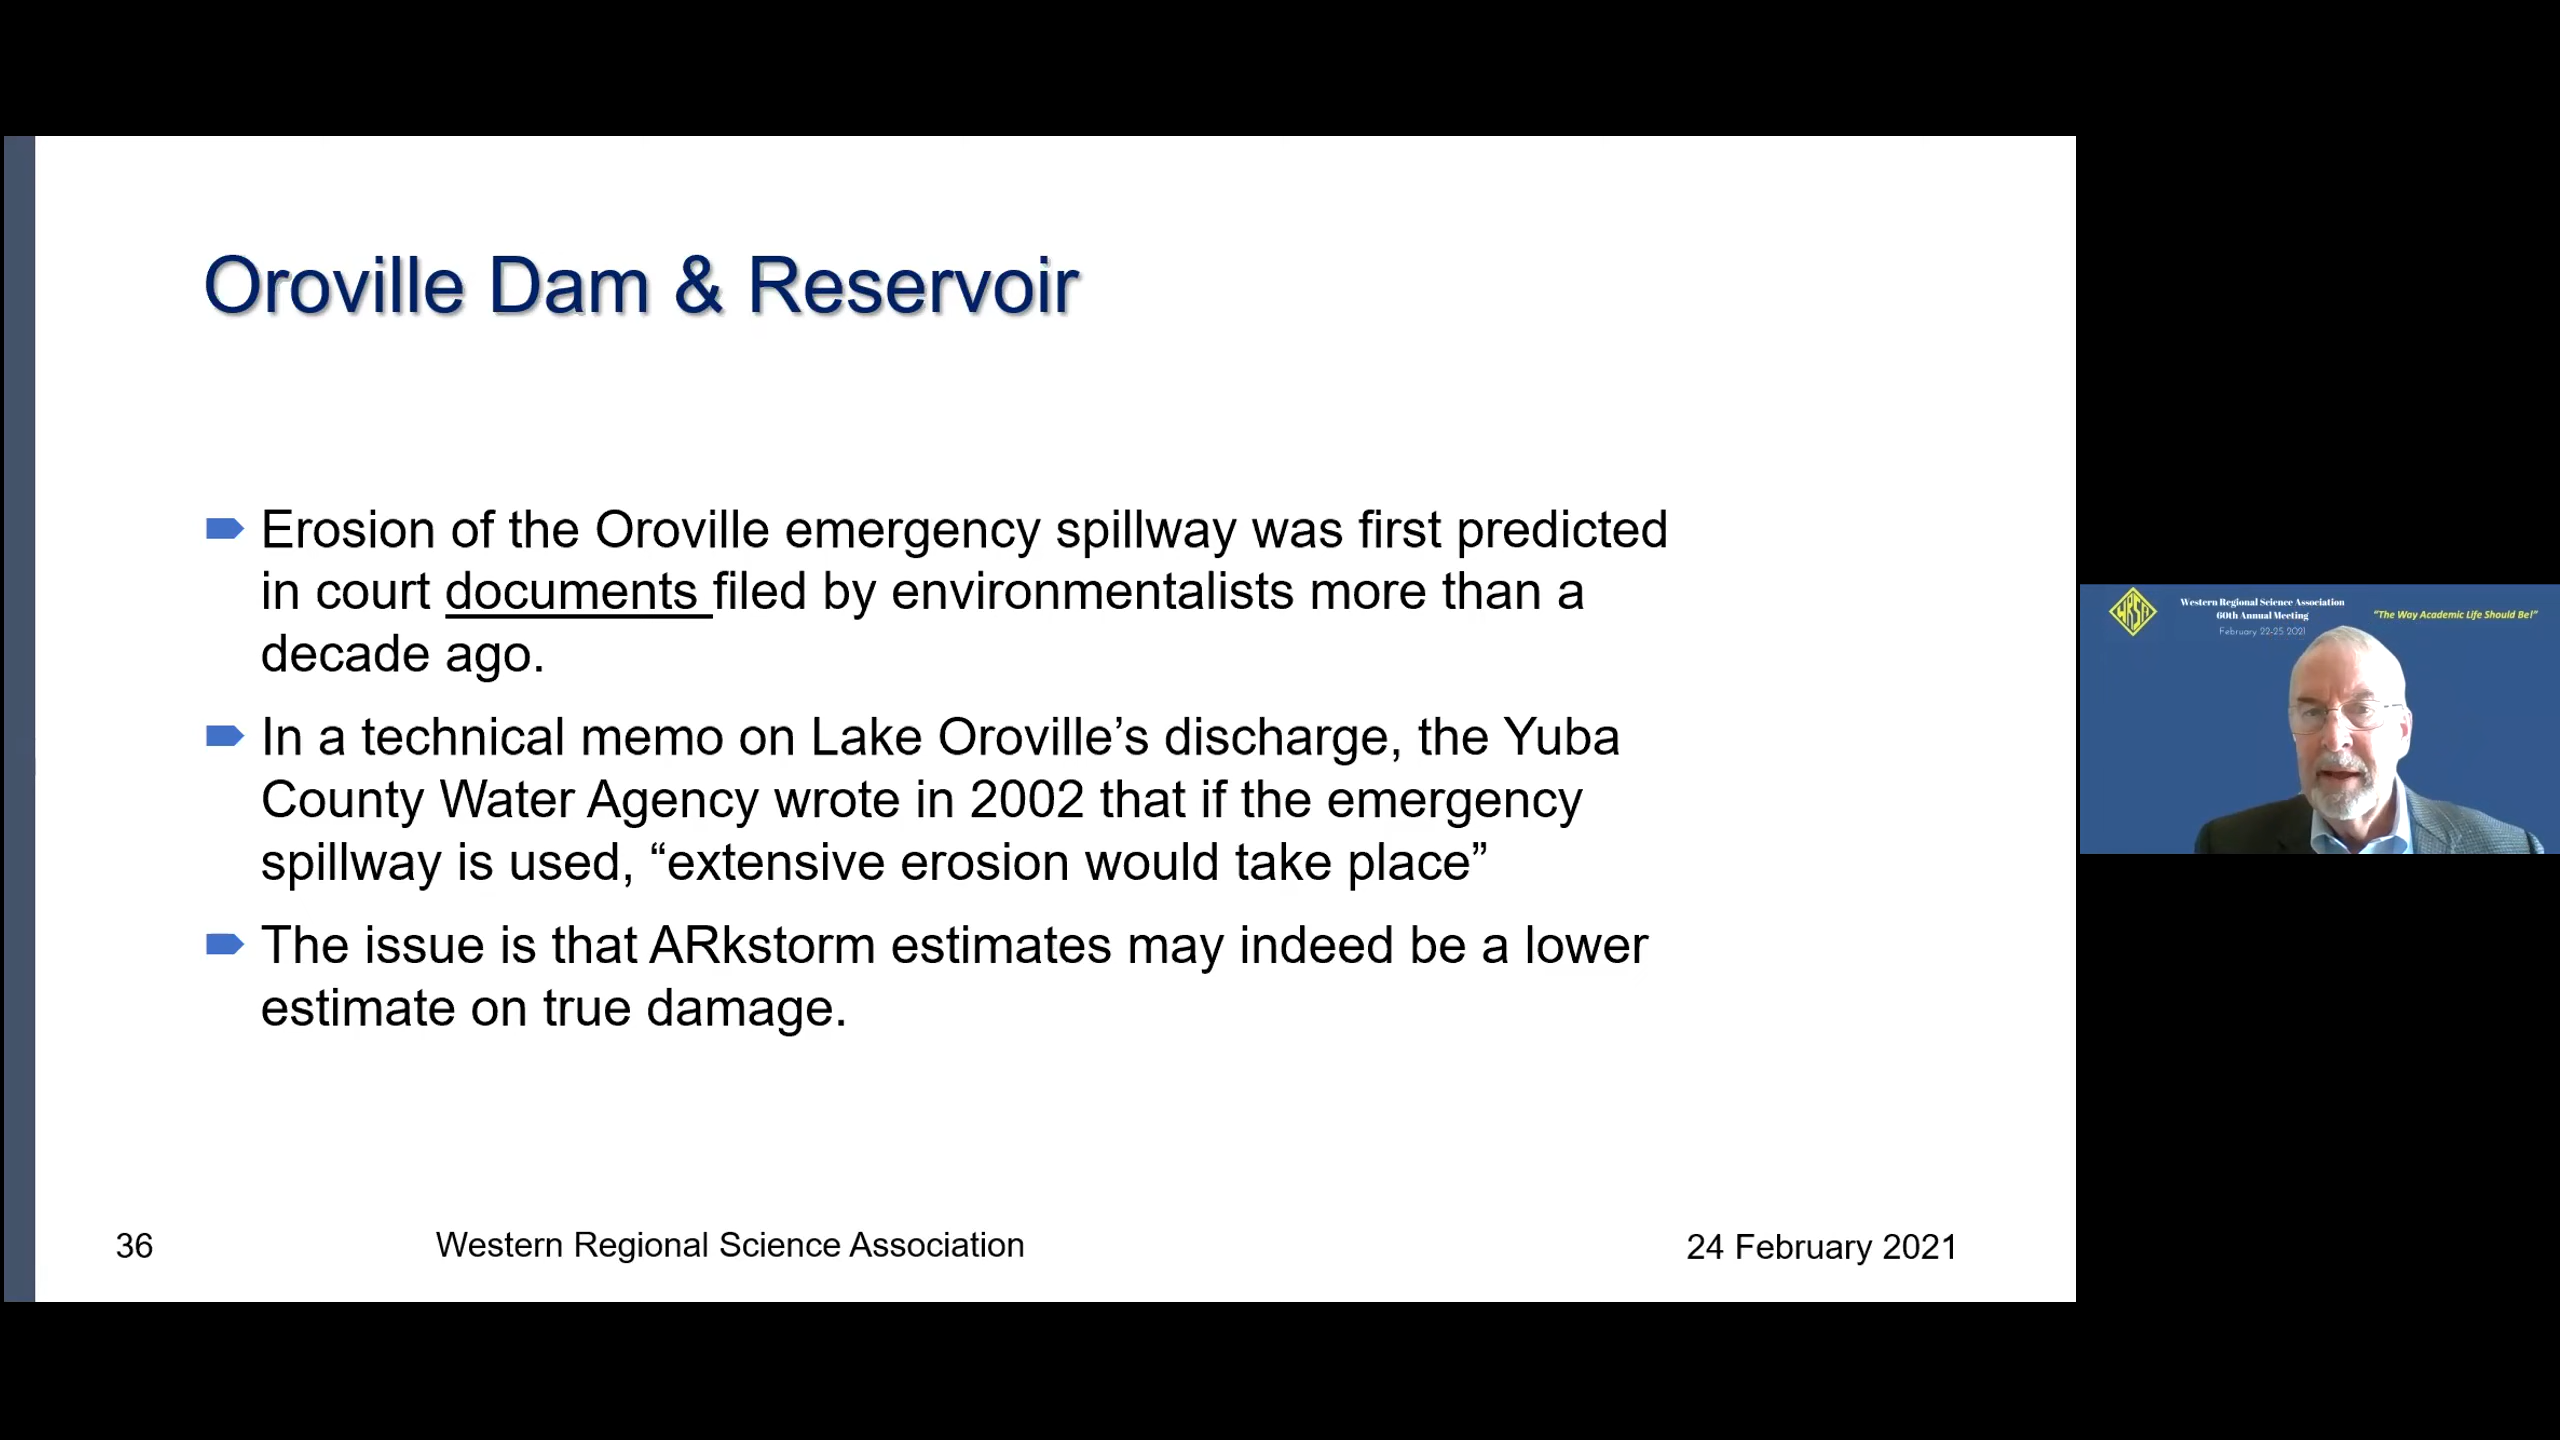 Oroville Dam & Reservoir
Erosion of the Oroville emergency spillway was first predicted
in court documents filed by environmentalists more than a
decade ago.
In a technical memo on Lake Oroville’s discharge, the Yuba
County Water Agency wrote in 2002 that if the emergency
spillway is used, “extensive erosion would take place”
The issue is that ARkstorm estimates may indeed be a lower
estimate on true damage.
36
Western Regional Science Association
24 February 2021
WRSA
Western Regional Science Association
60th Annual Meeting
February 22-25 2021
“The Way Academic Life Should Be!”